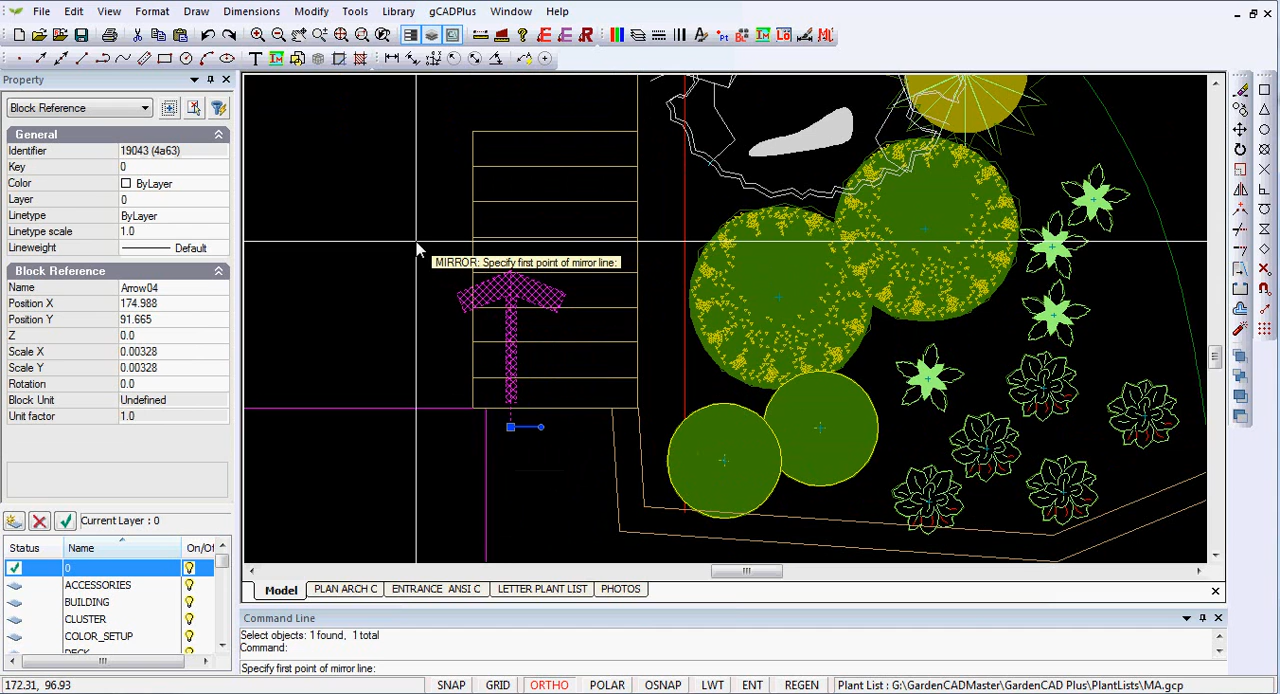 File Edit View Format Draw Dimensions Modify Tools Library gCADPlus Window Help
Property
Block Reference
General
Identifier 19043 (4a63)
Key 0
Color ByLayer
Layer 0
Linetype ByLayer
Linetype scale 1.0
Lineweight Default
Block Reference
Name Arrow04
Position X 174.988
Position Y 91.665
Z 0.0
Scale X 0.00328
Scale Y 0.00328
Rotation 0.0
Block Unit Undefined
Unit factor 1.0
Current Layer : 0
Status Name On/Of
0
ACCESSORIES
BUILDING
CLUSTER
COLOR_SETUP
DECK
MIRROR: Specify first point of mirror line:
Model PLAN ARCH C ENTRANCE ANSI C LETTER PLANT LIST PHOTOS
Command Line
Select objects: 1 found, 1 total
Command:
Specify first point of mirror line:
172.31, 96.93 SNAP GRID ORTHO POLAR OSNAP LWT ENT REGEN Plant List : G:\GardenCADMaster\GardenCAD Plus\PlantLists\MA.gcp